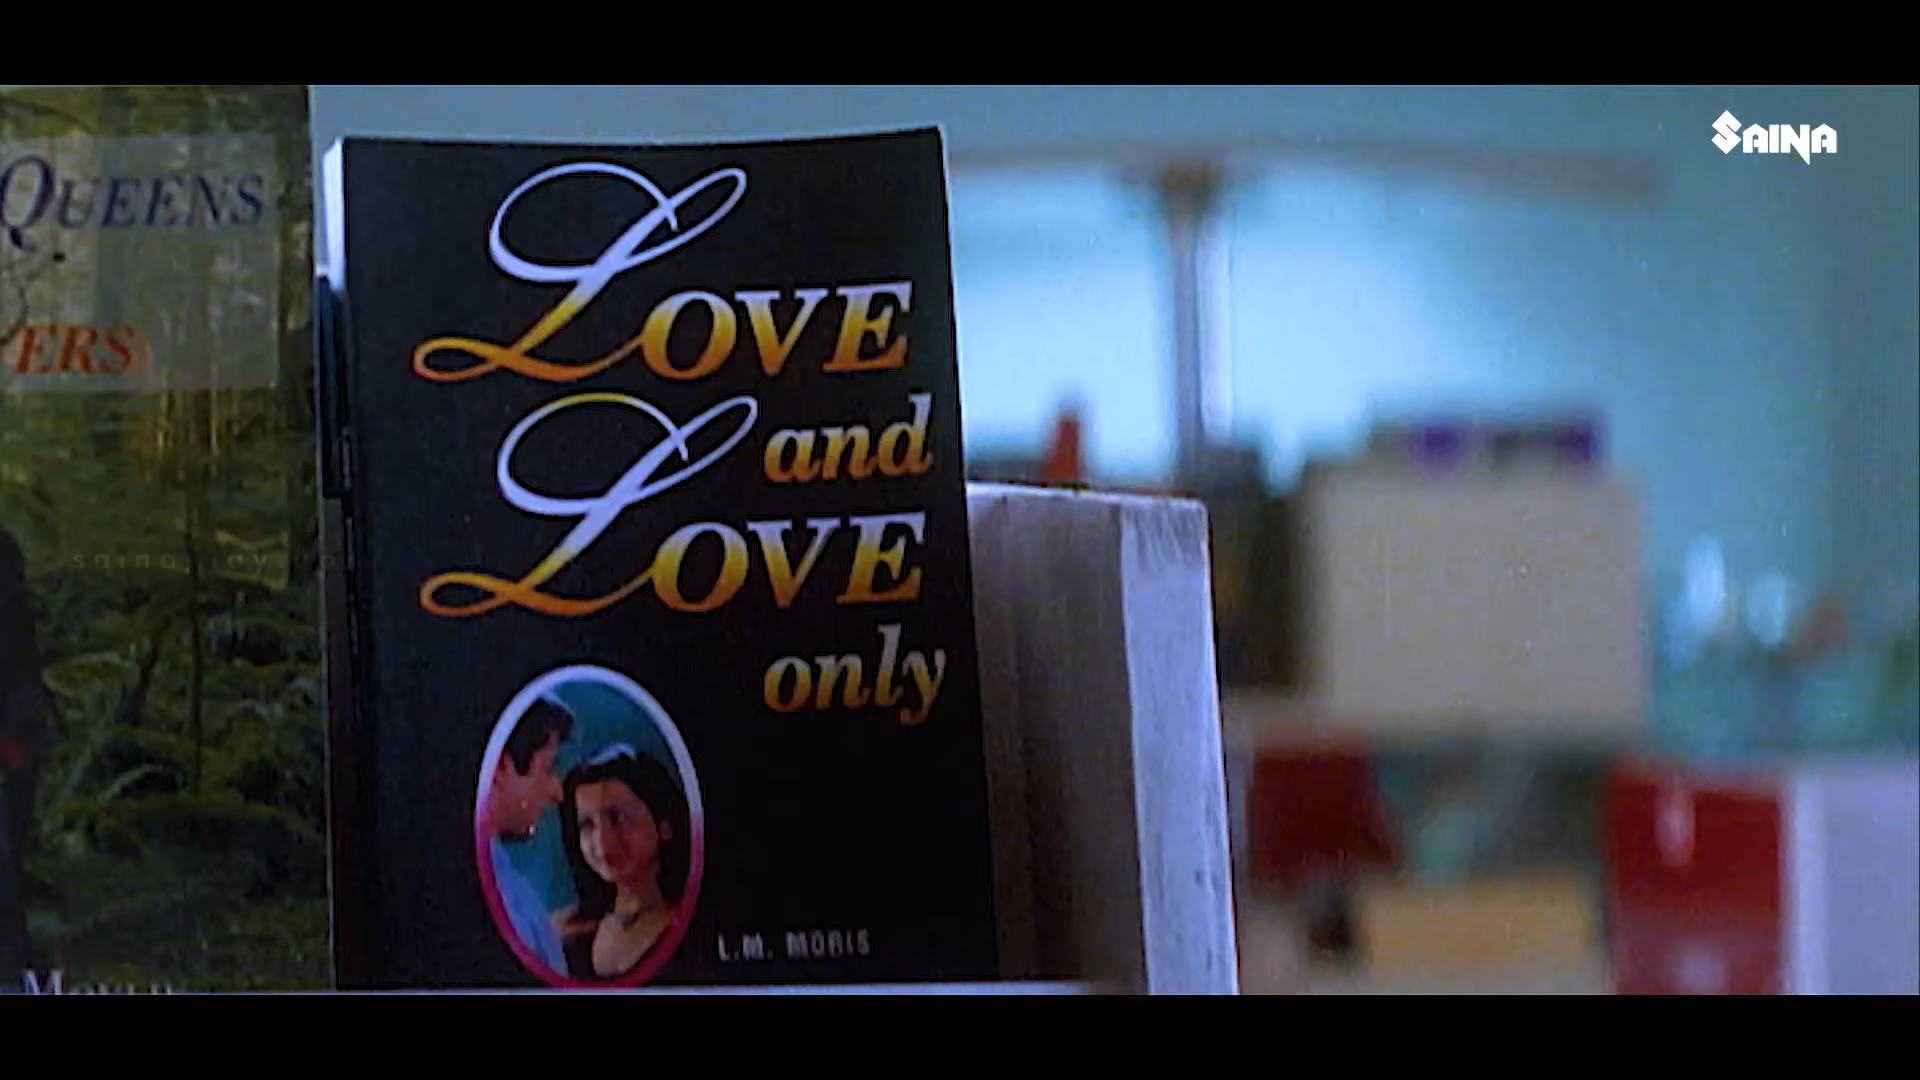 SAINA
QUEENS
ERS
Love
and
Love
only
L.M. MORIS